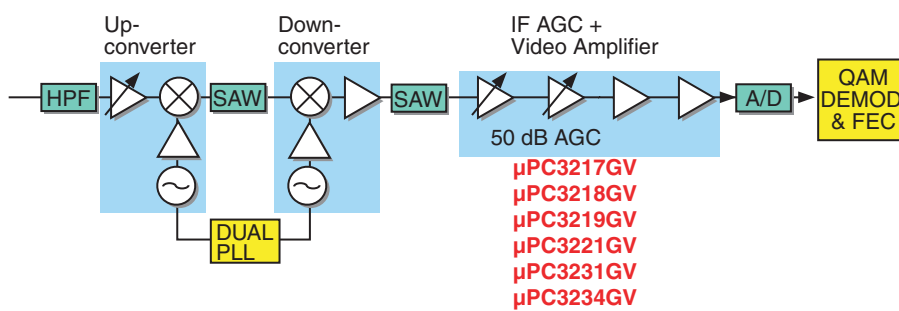 Up-
converter
Down-
converter
IF AGC +
Video Amplifier
HPF
SAW
SAW
A/D
QAM
DEMOD
& FEC
50 dB AGC
DUAL
PLL
µPC3217GV
µPC3218GV
µPC3219GV
µPC3221GV
µPC3231GV
µPC3234GV